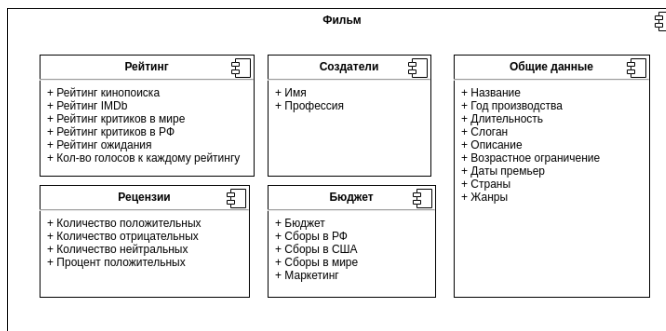 Фильм
Рейтинг
+ Рейтинг кинопоиска
+ Рейтинг IMDb
+ Рейтинг критиков в мире
+ Рейтинг критиков в РФ
+ Рейтинг ожидания
+ Кол-во голосов к каждому рейтингу
Создатели
+ Имя
+ Профессия
Общие данные
+ Название
+ Год производства
+ Длительность
+ Слоган
+ Описание
+ Возрастное ограничение
+ Даты премьер
+ Страны
+ Жанры
Рецензии
+ Количество положительных
+ Количество отрицательных
+ Количество нейтральных
+ Процент положительных
Бюджет
+ Бюджет
+ Сборы в РФ
+ Сборы в США
+ Сборы в мире
+ Маркетинг